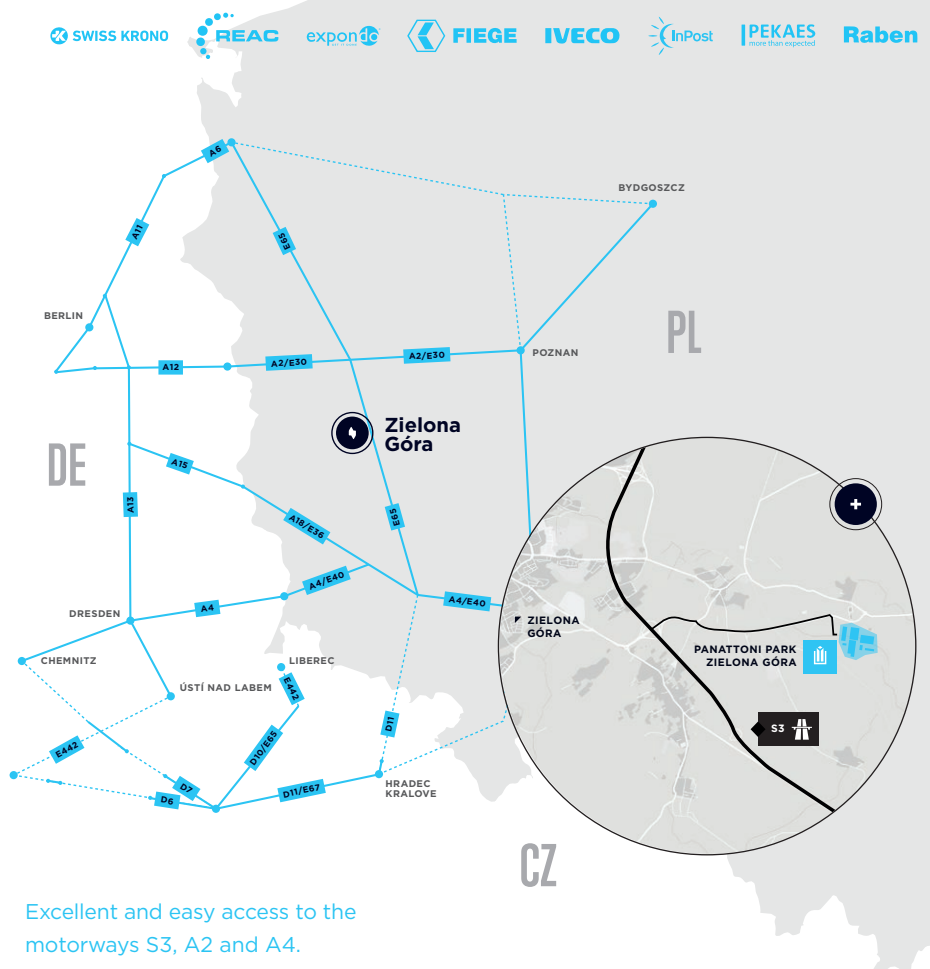 SWISS KRONO
REAC
expondo
FIEGE
IVECO
InPost
PEKAES
more than expected
Raben
A6
A11
E65
BYDGOSZCZ
BERLIN
PL
POZNAN
A12
A2/E30
A2/E30
Zielona
Góra
DE
A15
A13
A18/E36
E65
A4/E40
A4
A4/E40
DRESDEN
CHEMNITZ
LIBEREC
ÚSTÍ NAD LABEM
E442
E442
D10/E65
D11
D7
D6
D11/E67
HRADEC
KRALOVE
ZIELONA
GÓRA
PANATTONI PARK
ZIELONA GÓRA
S3
CZ
Excellent and easy access to the
motorways S3, A2 and A4.